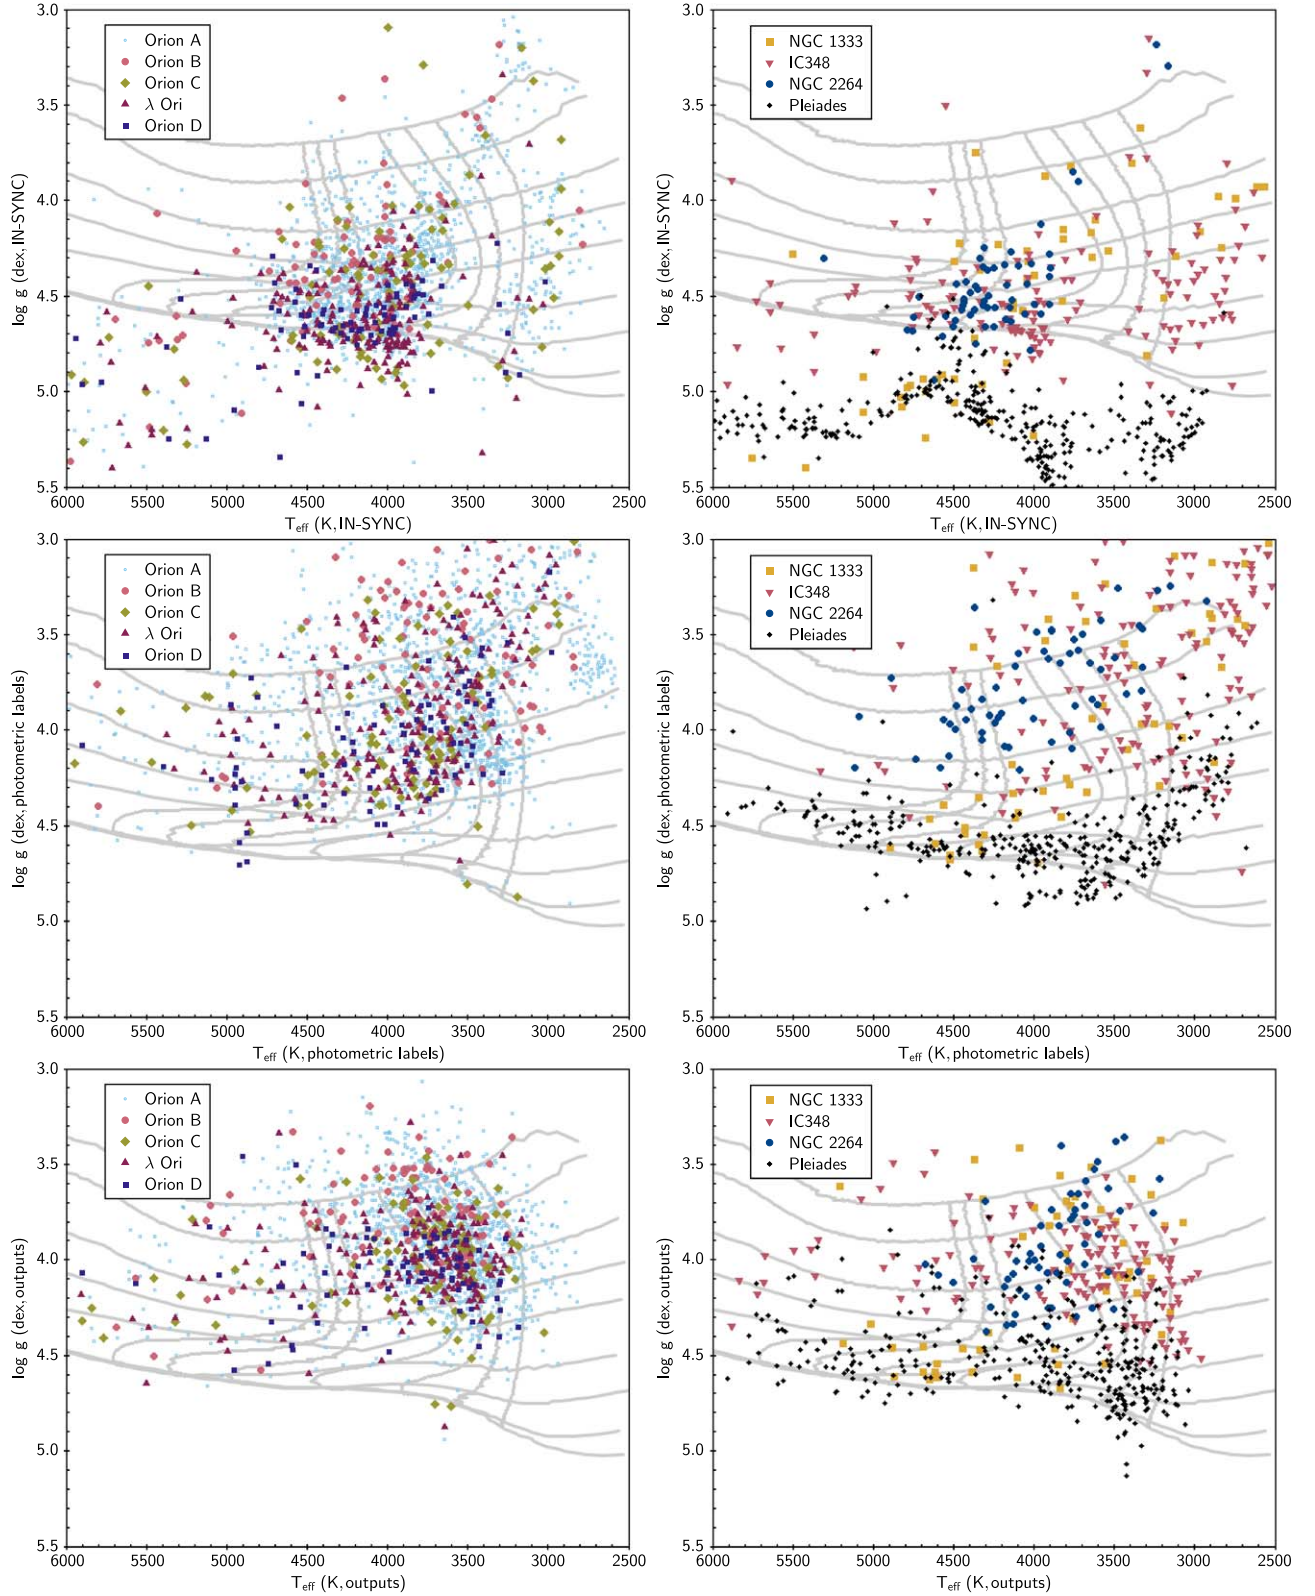 3.0
3.5
4.0
4.5
5.0
5.5
log g (dex, IN-SYNC)
Orion A
Orion B
Orion C
λ Ori
Orion D
6000 5500 5000 4500 4000 3500 3000 2500
Teff (K, IN-SYNC)
3.0
3.5
4.0
4.5
5.0
5.5
log g (dex, IN-SYNC)
NGC 1333
IC348
NGC 2264
Pleiades
6000 5500 5000 4500 4000 3500 3000 2500
Teff (K, IN-SYNC)
3.0
3.5
4.0
4.5
5.0
5.5
log g (dex, photometric labels)
Orion A
Orion B
Orion C
λ Ori
Orion D
6000 5500 5000 4500 4000 3500 3000 2500
Teff (K, photometric labels)
3.0
3.5
4.0
4.5
5.0
5.5
log g (dex, photometric labels)
NGC 1333
IC348
NGC 2264
Pleiades
6000 5500 5000 4500 4000 3500 3000 2500
Teff (K, photometric labels)
3.0
3.5
4.0
4.5
5.0
5.5
log g (dex, outputs)
Orion A
Orion B
Orion C
λ Ori
Orion D
6000 5500 5000 4500 4000 3500 3000 2500
Teff (K, outputs)
3.0
3.5
4.0
4.5
5.0
5.5
log g (dex, outputs)
NGC 1333
IC348
NGC 2264
Pleiades
6000 5500 5000 4500 4000 3500 3000 2500
Teff (K, outputs)